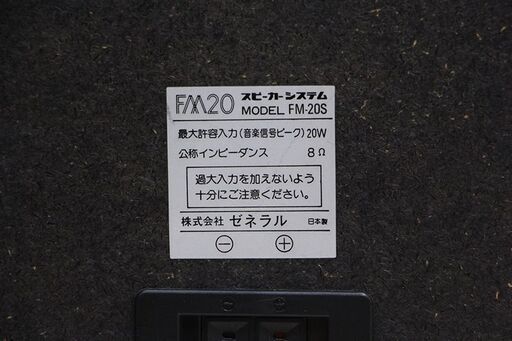 FM20 スピーカーシステム
MODEL FM-20S
最大許容入力(音楽信号ピーク)20W
公称インピーダンス 8Ω
過大入力を加えないよう
十分にご注意ください。
株式会社 ゼネラル 日本製
⊖ ⊕